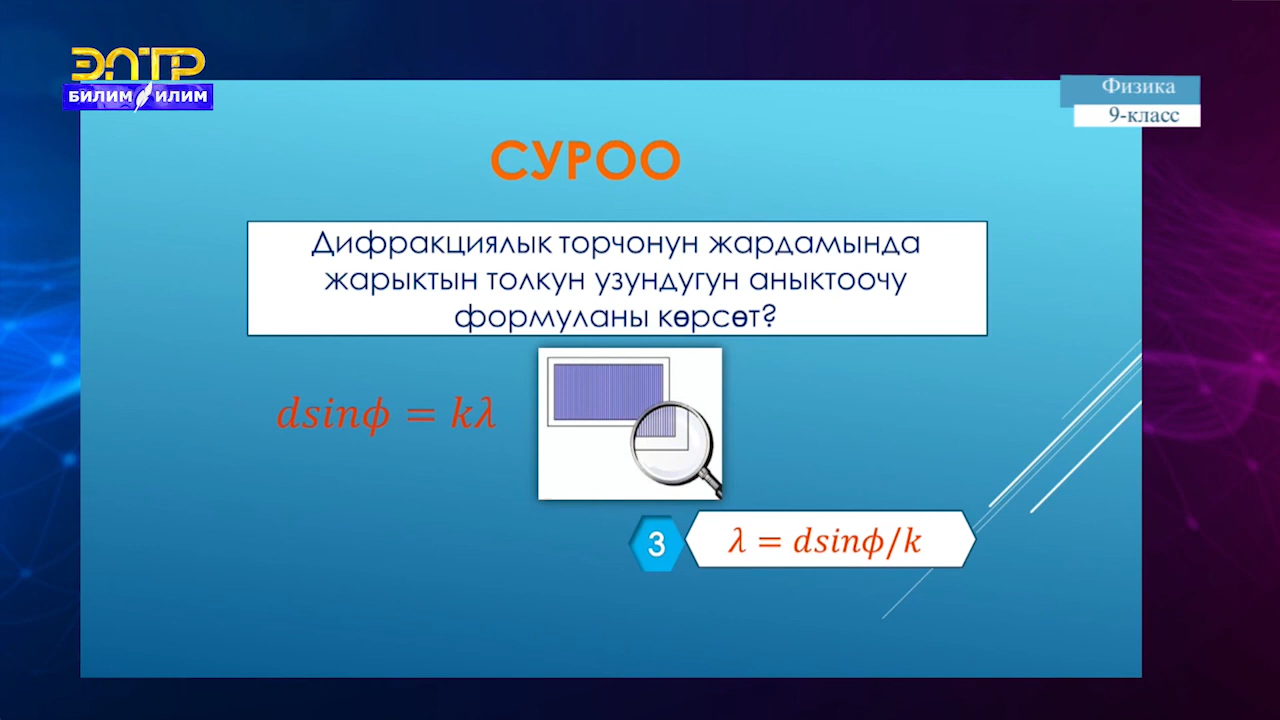 ЭЛТР
БИЛИМ ИЛИМ
Физика
9-класс
СУРОО
Дифракциялык торчонун жардамында
жарыктын толкун узундугун аныктоочу
формуланы көрсөт?
dsinϕ = kλ
3
λ = dsinϕ/k